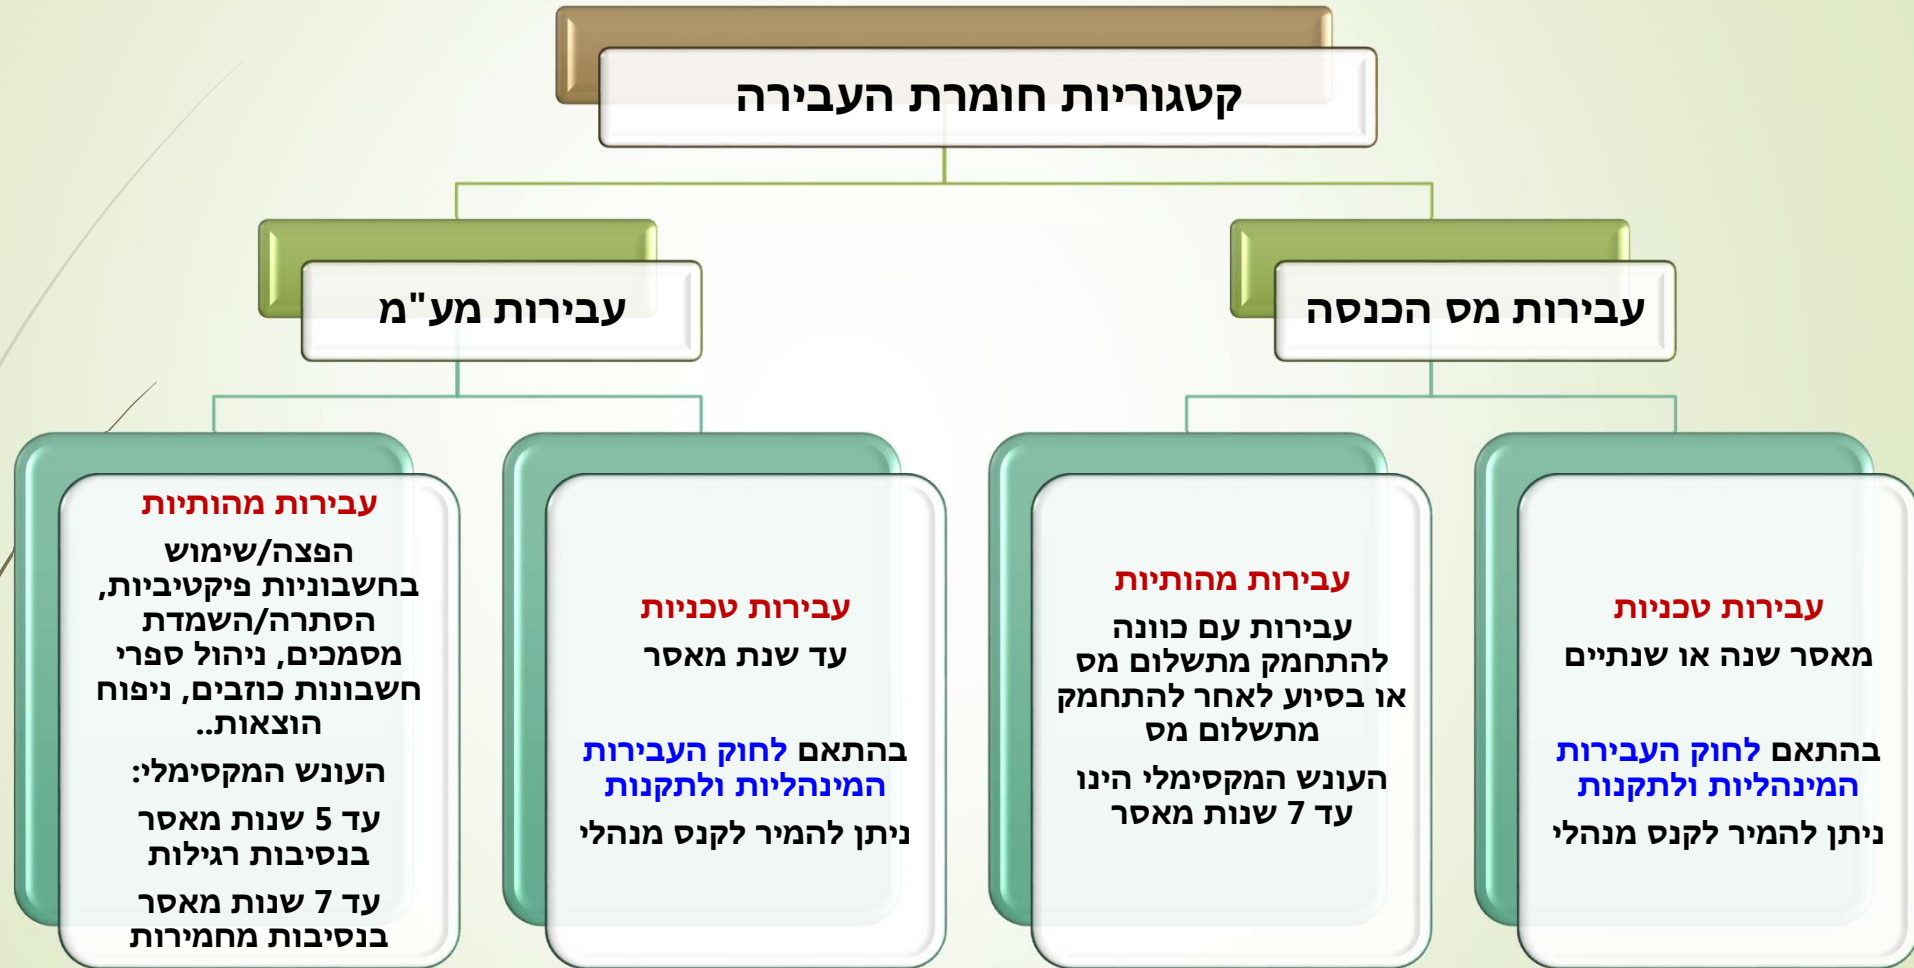 קטגוריות חומרת העבירה
עבירות מס הכנסה
עבירות מע"מ
עבירות טכניות
מאסר שנה או שנתיים
בהתאם לחוק העבירות
המינהליות ולתקנות
ניתן להמיר לקנס מנהלי
עבירות מהותיות
עבירות עם כוונה
להתחמק מתשלום מס
או בסיוע לאחר להתחמק
מתשלום מס
העונש המקסימלי הינו
עד 7 שנות מאסר
עבירות טכניות
עד שנת מאסר
בהתאם לחוק העבירות
המינהליות ולתקנות
ניתן להמיר לקנס מנהלי
עבירות מהותיות
הפצה/שימוש
בחשבוניות פיקטיביות,
הסתרה/השמדת
מסמכים, ניהול ספרי
חשבונות כוזבים, ניפוח
הוצאות..
העונש המקסימלי:
עד 5 שנות מאסר
בנסיבות רגילות
עד 7 שנות מאסר
בנסיבות מחמירות